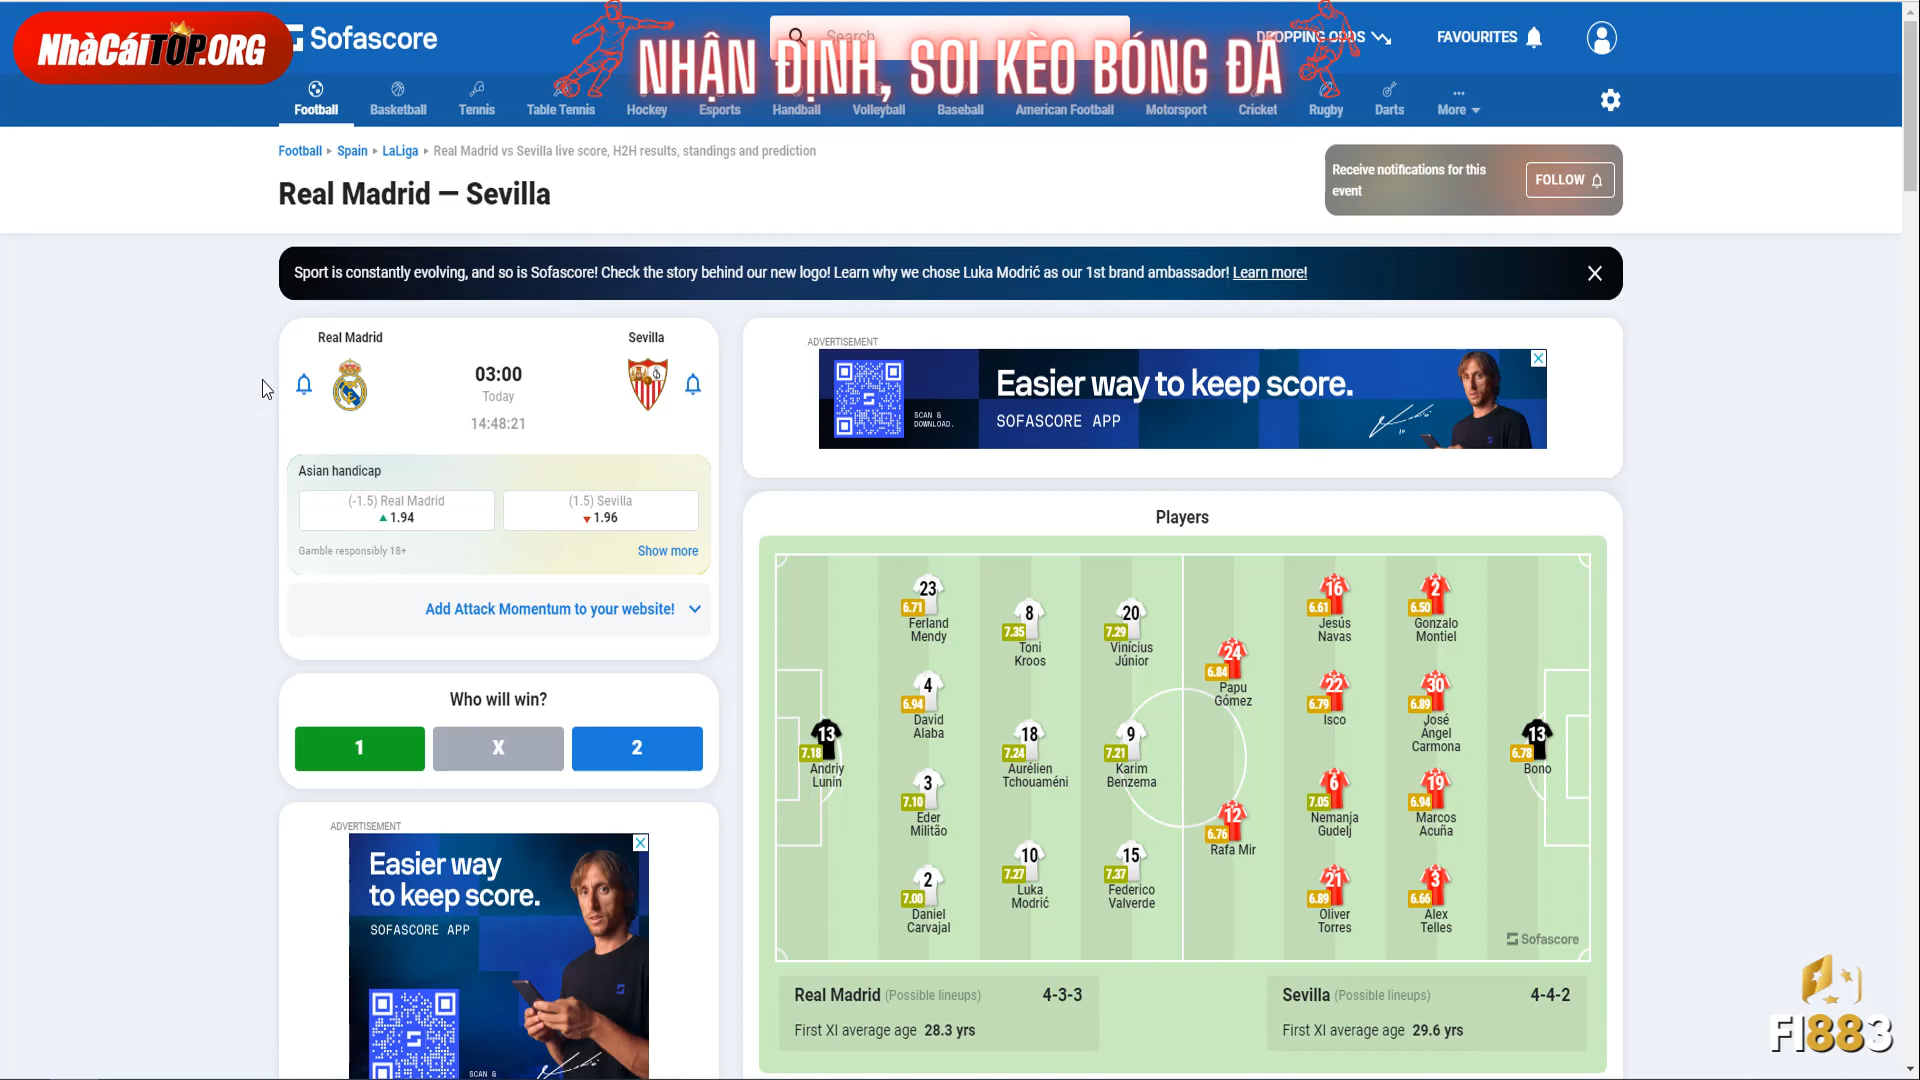 NhàCáiTOP.ORG
Sofascore
Search
NHẬN ĐỊNH, SOI KÈO BÓNG ĐÁ
DROPPING ODDS
FAVOURITES
Football
Basketball
Tennis
Table Tennis
Hockey
Esports
Handball
Volleyball
Baseball
American Football
Motorsport
Cricket
Rugby
Darts
More
Football Spain LaLiga Real Madrid vs Sevilla live score, H2H results, standings and prediction
Real Madrid — Sevilla
Receive notifications for this
event
FOLLOW
Sport is constantly evolving, and so is Sofascore! Check the story behind our new logo! Learn why we chose Luka Modrić as our 1st brand ambassador! Learn more!
Real Madrid
Sevilla
03:00
Today
14:48:21
Asian handicap
(-1.5) Real Madrid
1.94
(1.5) Sevilla
1.96
Gamble responsibly 18+
Show more
Add Attack Momentum to your website!
Who will win?
1
X
2
ADVERTISEMENT
Easier way
to keep score.
SOFASCORE APP
SCAN &
ADVERTISEMENT
SCAN &
DOWNLOAD.
Easier way to keep score.
SOFASCORE APP
Players
13
7.18
Andriy
Lunin
23
6.71
Ferland
Mendy
4
6.94
David
Alaba
3
7.10
Eder
Militão
2
7.00
Daniel
Carvajal
8
7.35
Toni
Kroos
18
7.24
Aurélien
Tchouaméni
10
7.27
Luka
Modrić
20
7.29
Vinícius
Júnior
9
7.21
Karim
Benzema
15
7.37
Federico
Valverde
24
6.84
Papu
Gómez
12
6.76
Rafa Mir
16
6.61
Jesús
Navas
22
6.79
Isco
6
7.05
Nemanja
Gudelj
21
6.89
Oliver
Torres
2
6.50
Gonzalo
Montiel
30
6.89
José
Ángel
Carmona
19
6.94
Marcos
Acuña
3
6.66
Alex
Telles
13
6.78
Bono
Sofascore
Real Madrid (Possible lineups) 4-3-3
First XI average age 28.3 yrs
Sevilla (Possible lineups) 4-4-2
First XI average age 29.6 yrs
FI883